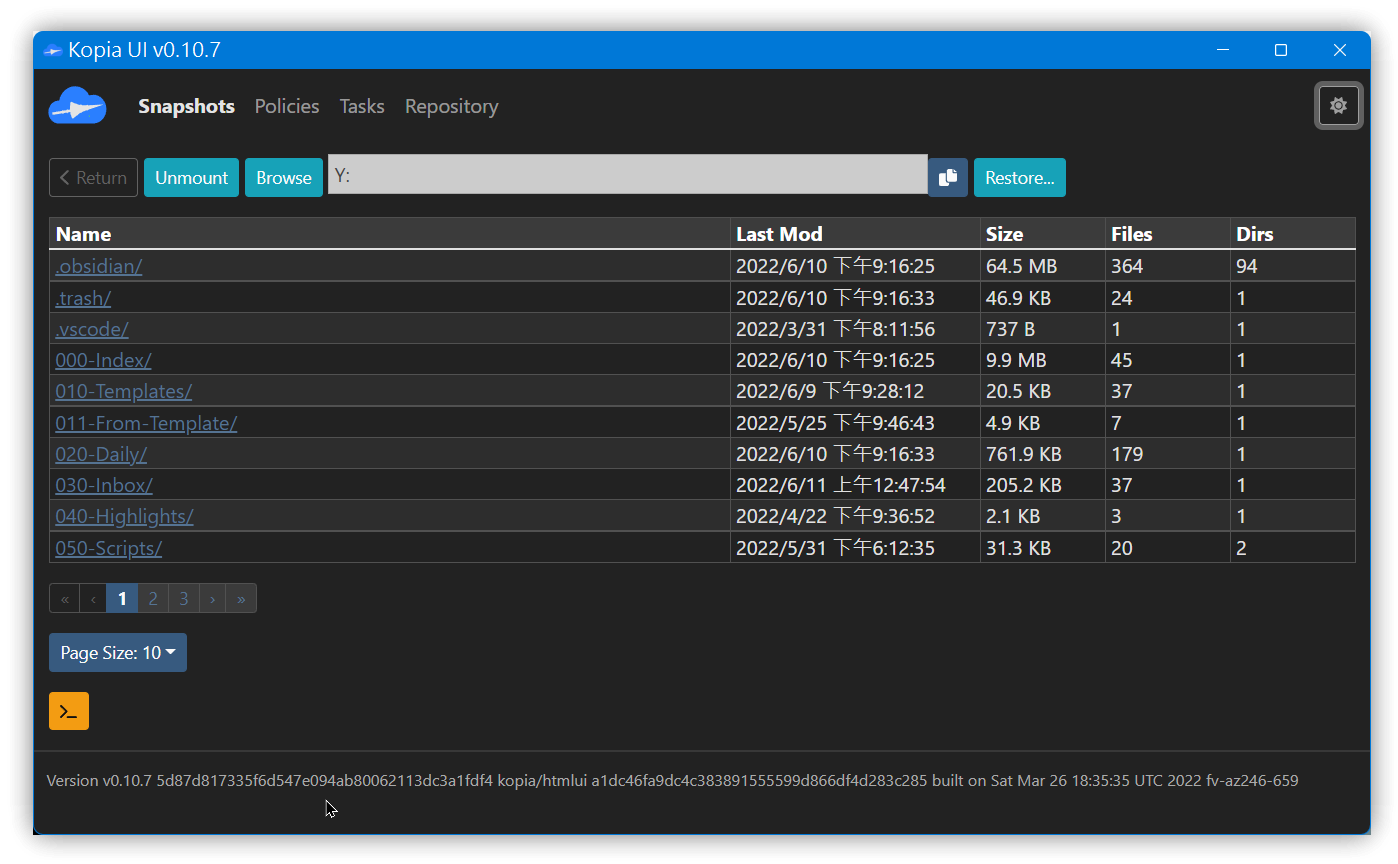 Kopia UI v0.10.7
Snapshots Policies Tasks Repository
Return Unmount Browse Y: Restore...
Name Last Mod Size Files Dirs
.obsidian/ 2022/6/10 下午9:16:25 64.5 MB 364 94
.trash/ 2022/6/10 下午9:16:33 46.9 KB 24 1
.vscode/ 2022/3/31 下午8:11:56 737 B 1 1
000-Index/ 2022/6/10 下午9:16:25 9.9 MB 45 1
010-Templates/ 2022/6/9 下午9:28:12 20.5 KB 37 1
011-From-Template/ 2022/5/25 下午9:46:43 4.9 KB 7 1
020-Daily/ 2022/6/10 下午9:16:33 761.9 KB 179 1
030-Inbox/ 2022/6/11 上午12:47:54 205.2 KB 37 1
040-Highlights/ 2022/4/22 下午9:36:52 2.1 KB 3 1
050-Scripts/ 2022/5/31 下午6:12:35 31.3 KB 20 2
« ‹ 1 2 3 › »
Page Size: 10
Version v0.10.7 5d87d817335f6d547e094ab80062113dc3a1fdf4 kopia/htmlui a1dc46fa9dc4c383891555599d866df4d283c285 built on Sat Mar 26 18:35:35 UTC 2022 fv-az246-659